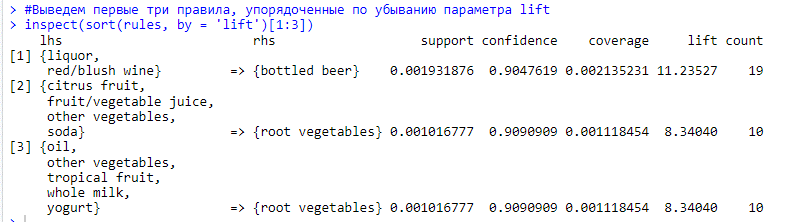 > #Выведем первые три правила, упорядоченные по убыванию параметра lift
> inspect(sort(rules, by = 'lift')[1:3])
    lhs                        rhs                   support confidence    coverage     lift count
[1] {liquor,
     red/blush wine}        => {bottled beer}    0.001931876  0.9047619 0.002135231 11.23527    19
[2] {citrus fruit,
     fruit/vegetable juice,
     other vegetables,
     soda}                  => {root vegetables} 0.001016777  0.9090909 0.001118454  8.34040    10
[3] {oil,
     other vegetables,
     tropical fruit,
     whole milk,
     yogurt}                => {root vegetables} 0.001016777  0.9090909 0.001118454  8.34040    10
>